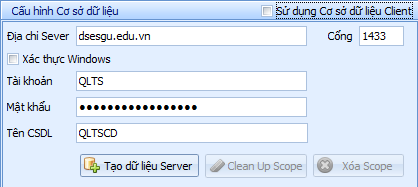 Cấu hình Cơ sở dữ liệu Sử dụng Cơ sở dữ liệu Client
Địa chỉ Sever dsesgu.edu.vn Cổng 1433
Xác thực Windows
Tài khoản QLTS
Mật khẩu ●●●●●●●●●●●●●●●●●
Tên CSDL QLTSCD
Tạo dữ liệu Server Clean Up Scope Xóa Scope